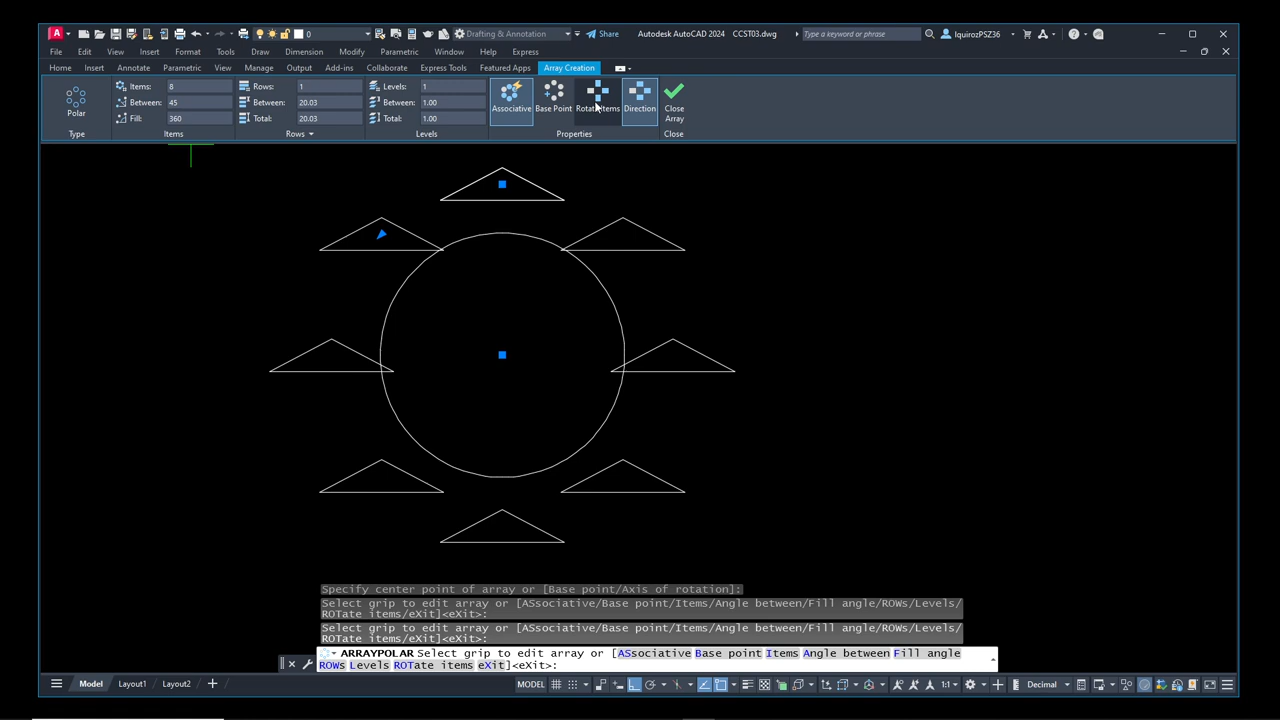 Drafting & Annotation
Share
Autodesk AutoCAD 2024 CCST03.dwg
Type a keyword or phrase
lquirozPSZ36
0
File Edit View Insert Format Tools Draw Dimension Modify Parametric Window Help Express
Home Insert Annotate Parametric View Manage Output Add-ins Collaborate Express Tools Featured Apps Array Creation
Items: 8 Rows: 1 Levels: 1
Between: 45 Between: 20.03 Between: 1.00
Fill: 360 Total: 20.03 Total: 1.00
Polar Associative Base Point Rotate Items Direction Close Array
Type Items Rows Levels Properties Close
Specify center point of array or [Base point/Axis of rotation]:
Select grip to edit array or [ASsociative/Base point/Items/Angle between/Fill angle/ROWs/Levels/
ROTate items/eXit]<eXit>:
Select grip to edit array or [ASsociative/Base point/Items/Angle between/Fill angle/ROWs/Levels/
ROTate items/eXit]<eXit>:
ARRAYPOLAR Select grip to edit array or [ASsociative Base point Items Angle between Fill angle
ROWs Levels ROTate items eXit]<eXit>:
Model Layout1 Layout2 + MODEL 1:1 Decimal